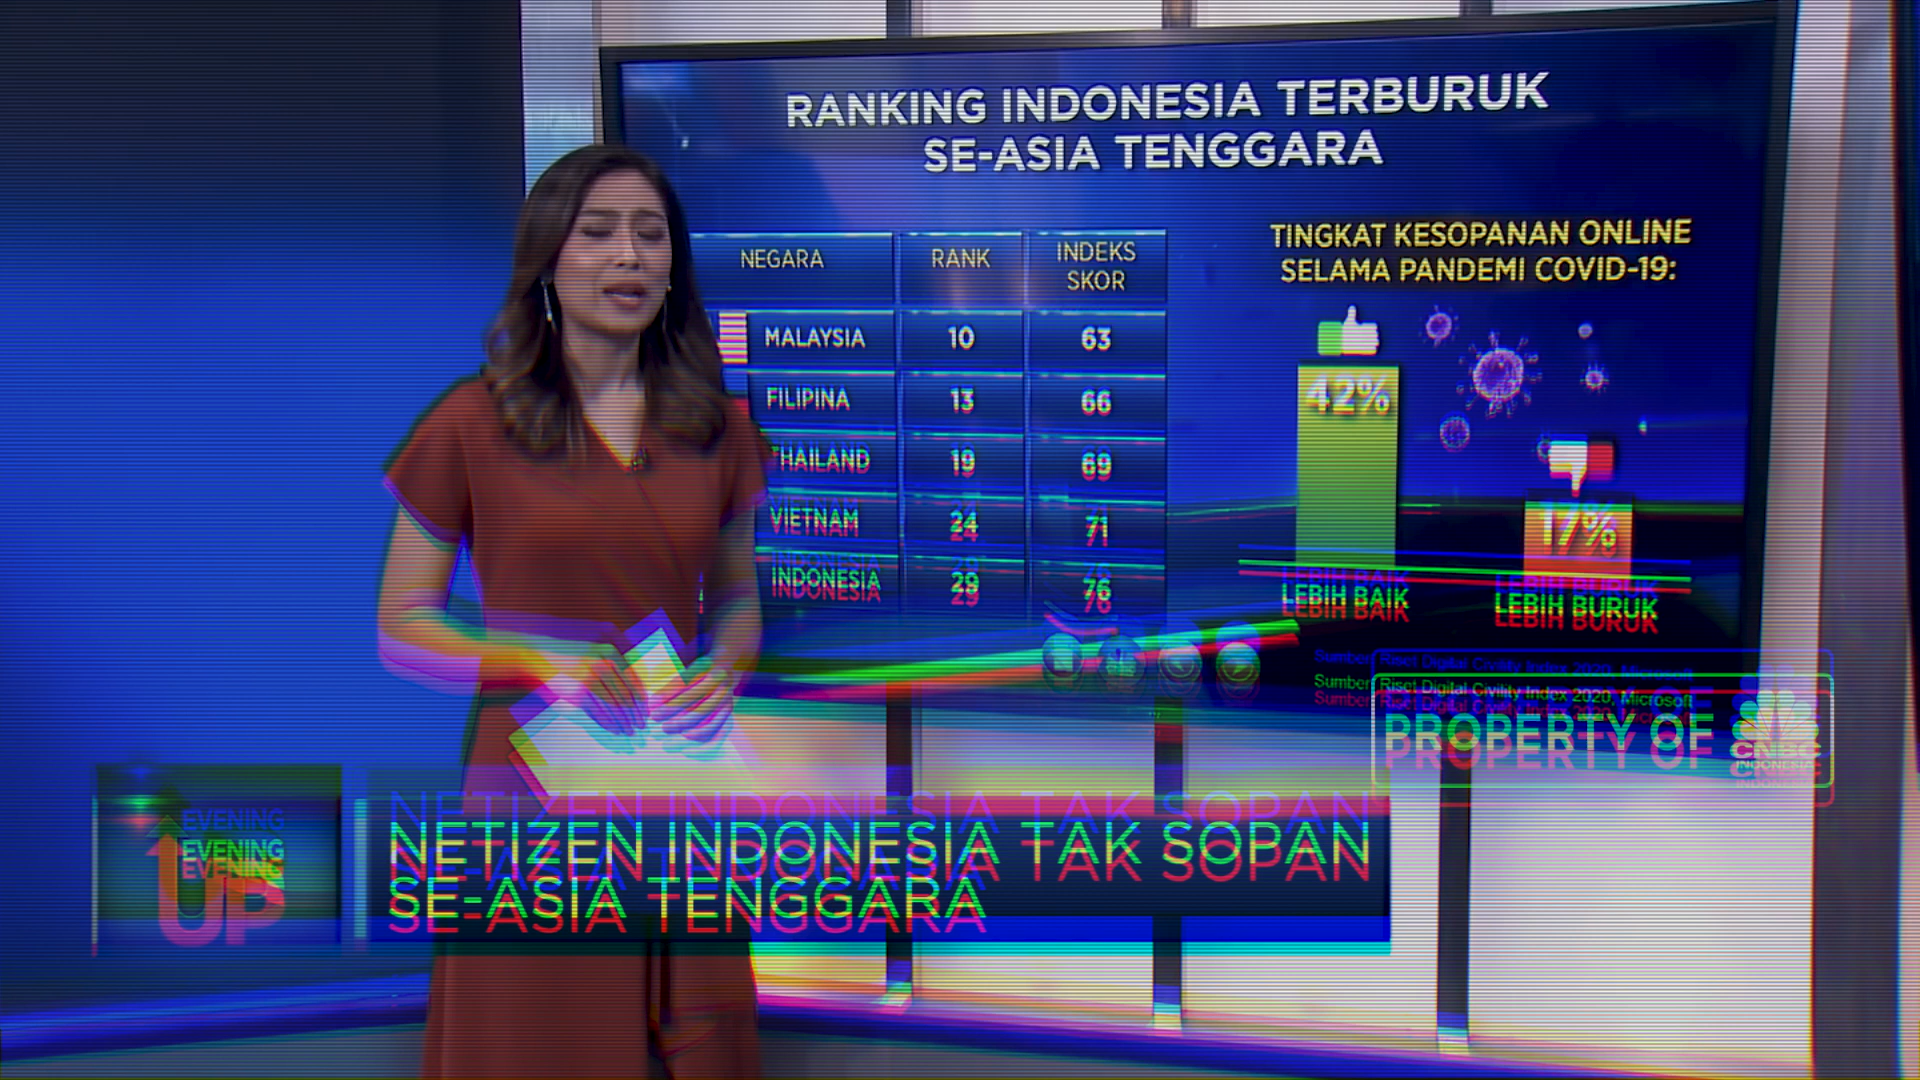 RANKING INDONESIA TERBURUK
SE-ASIA TENGGARA
NEGARA RANK INDEKS SKOR
MALAYSIA 10 63
FILIPINA 13 66
THAILAND 19 69
VIETNAM 24 71
INDONESIA 29 76
TINGKAT KESOPANAN ONLINE
SELAMA PANDEMI COVID-19:
42%
17%
LEBIH BAIK
LEBIH BURUK
Sumber: Riset Digital Civility Index 2020, Microsoft
PROPERTY OF
CNBC
INDONESIA
EVENING
UP
NETIZEN INDONESIA TAK SOPAN
SE-ASIA TENGGARA